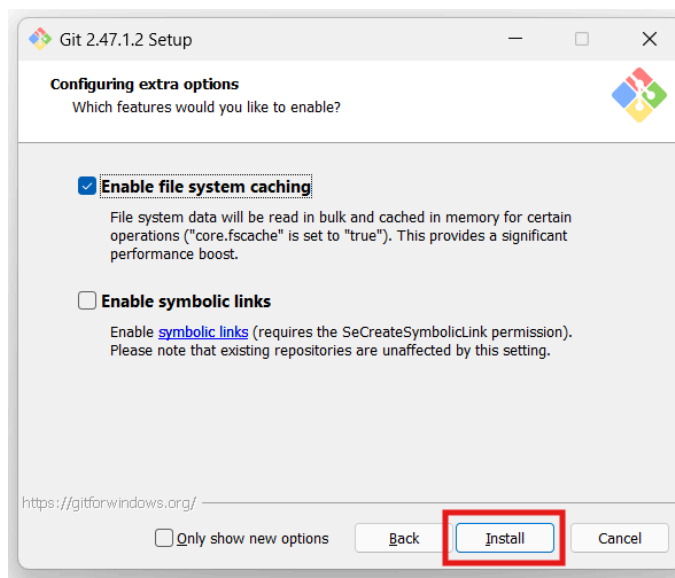 Git 2.47.1.2 Setup
Configuring extra options
Which features would you like to enable?
Enable file system caching
File system data will be read in bulk and cached in memory for certain
operations ("core.fscache" is set to "true"). This provides a significant
performance boost.
Enable symbolic links
Enable symbolic links (requires the SeCreateSymbolicLink permission).
Please note that existing repositories are unaffected by this setting.
https://gitforwindows.org/
Only show new options Back Install Cancel